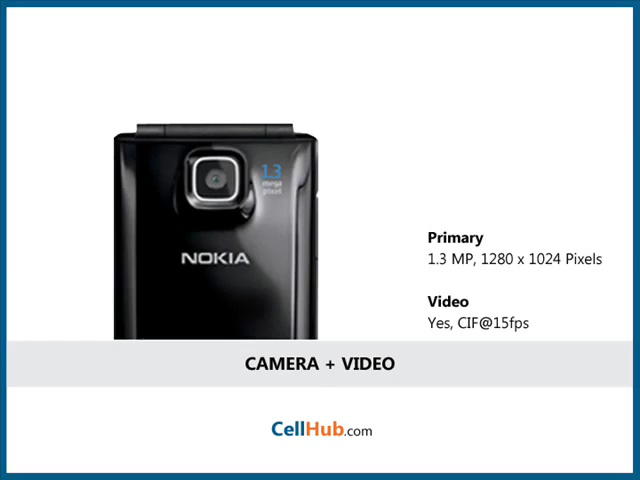 1.3
mega
pixel
NOKIA
Primary
1.3 MP, 1280 x 1024 Pixels
Video
Yes, CIF@15fps
CAMERA + VIDEO
CellHub.com